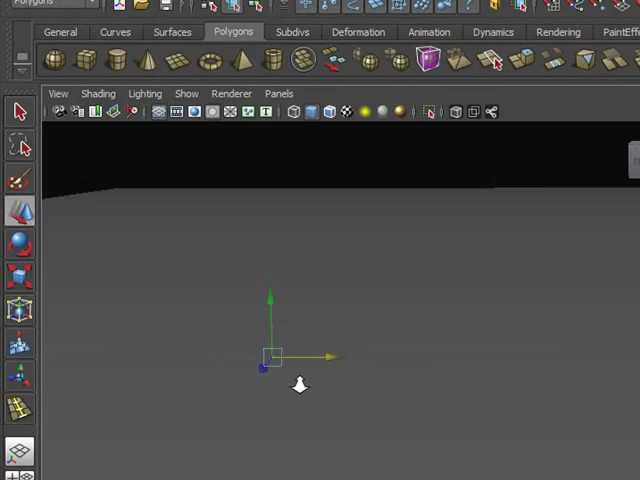 Polygons
General Curves Surfaces Polygons Subdivs Deformation Animation Dynamics Rendering PaintEffe
View Shading Lighting Show Renderer Panels